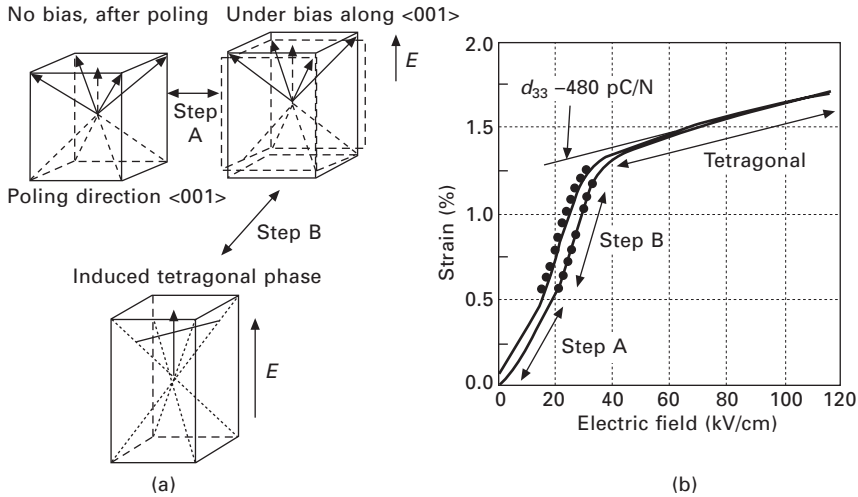 No bias, after poling
Under bias along <001>
E
Step
A
Poling direction <001>
Step B
Induced tetragonal phase
E
(a)
2.0
1.5
1.0
0.5
0.0
Strain (%)
d33 –480 pC/N
Tetragonal
Step B
Step A
0 20 40 60 80 100 120
Electric field (kV/cm)
(b)